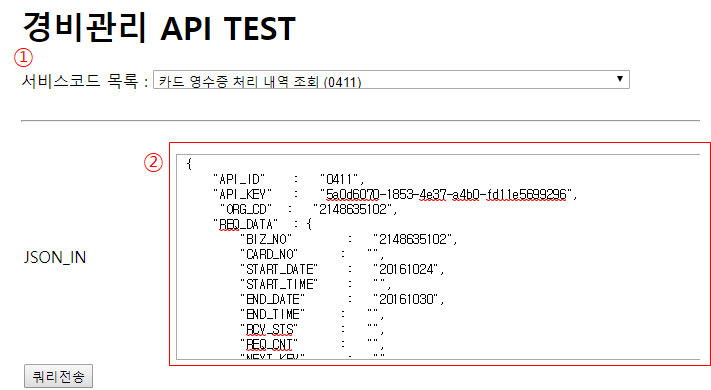 경비관리 API TEST
①
서비스코드 목록 : 카드 영수증 처리 내역 조회 (0411)
②
{
"API_ID" : "0411",
"API_KEY" : "5a0d6070-1853-4e37-a4b0-fd11e5699296",
"ORG_CD" : "2148635102",
"REQ_DATA" : {
"BIZ_NO" : "2148635102",
"CARD_NO" : "",
"START_DATE" : "20161024",
"START_TIME" : "",
"END_DATE" : "20161030",
"END_TIME" : "",
"RCV_STS" : "",
"REQ_CNT" : "",
"NEXT_KEY" : ""
JSON_IN
쿼리전송